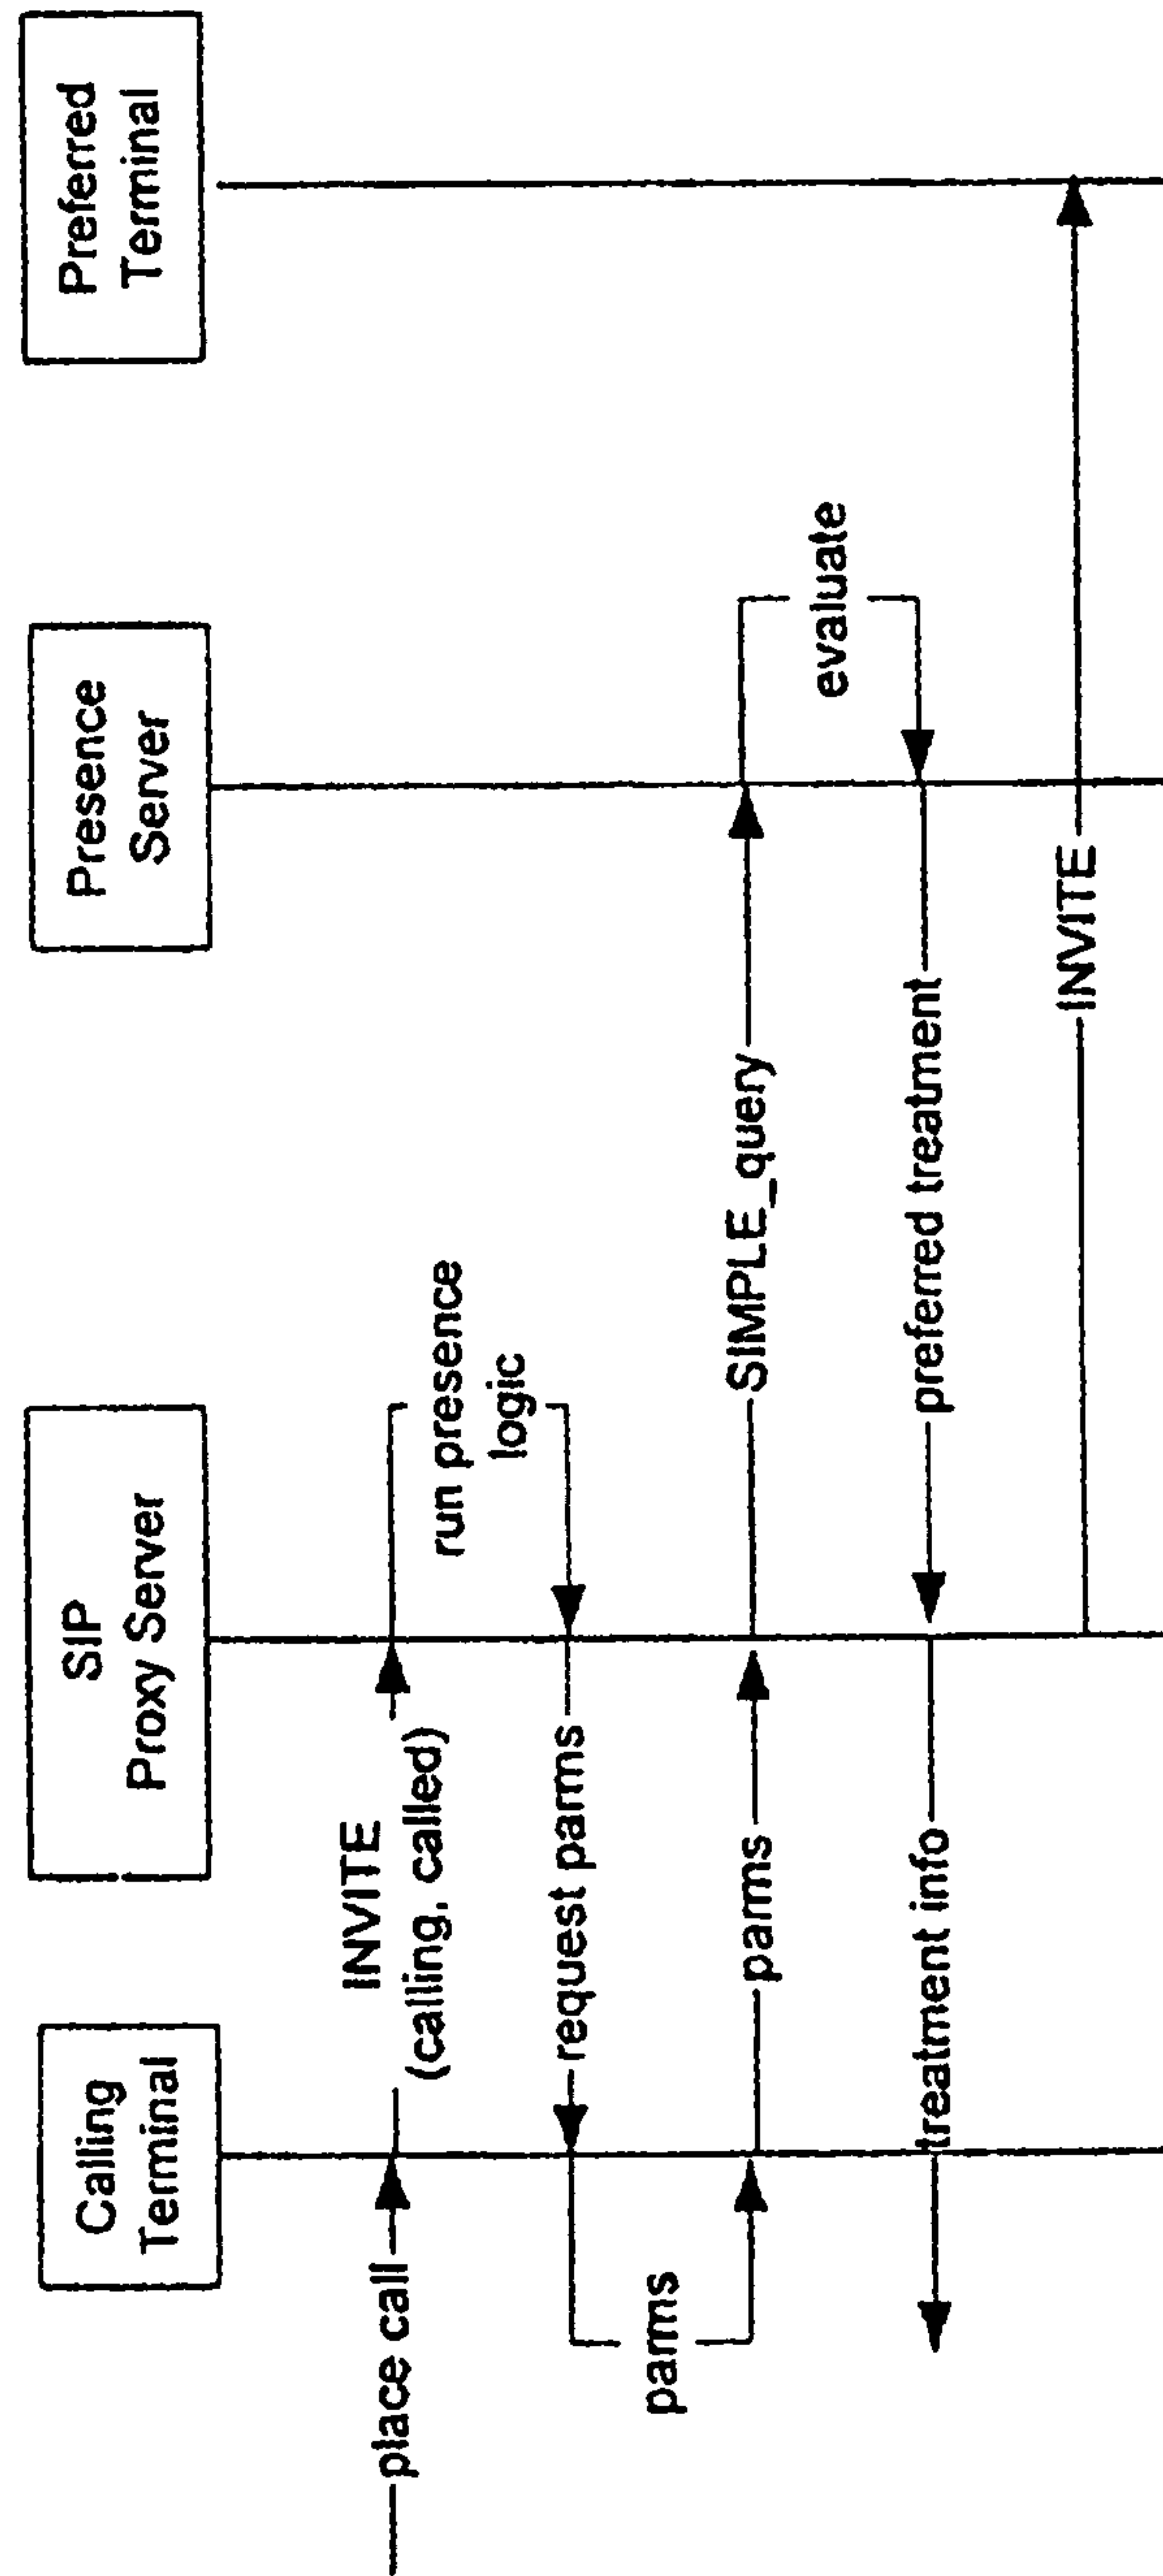 Calling
Terminal
SIP
Proxy Server
Presence
Server
Preferred
Terminal
place call
INVITE
(calling, called)
run presence
logic
request parms
parms
parms
SIMPLE_query
evaluate
preferred treatment
treatment info
INVITE